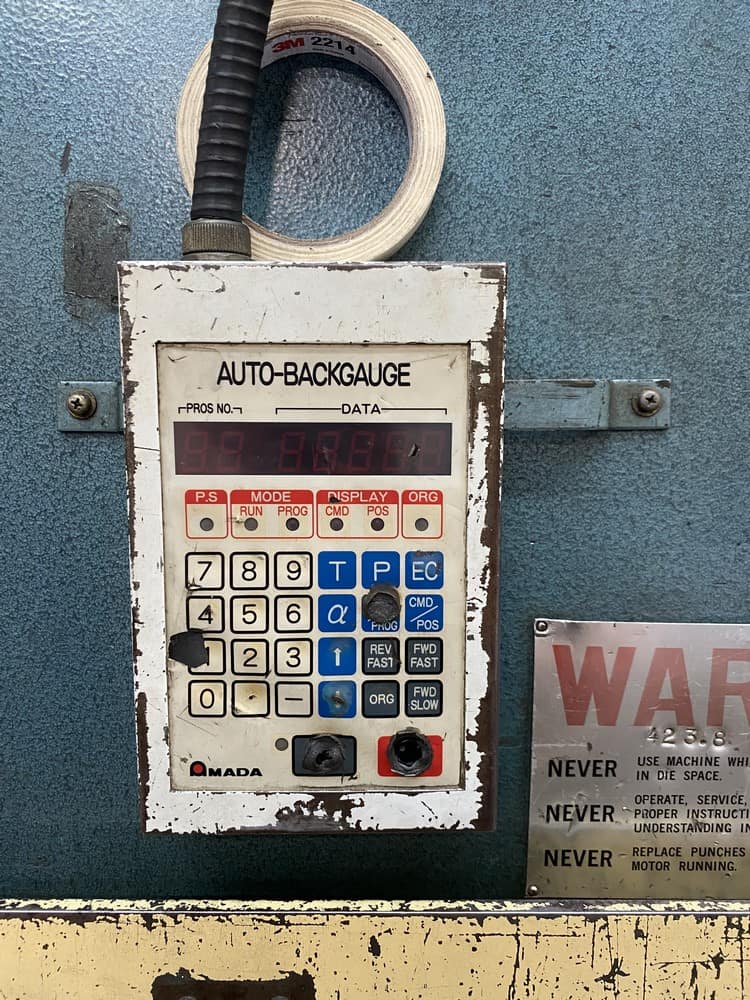 3M 2214
AUTO-BACKGAUGE
PROS NO. DATA
P.S MODE DISPLAY ORG
RUN PROG CMD POS
7 8 9 T P EC
4 5 6 α PROG CMD/POS
2 3 ↑ REV FAST FWD FAST
0 . − ORG FWD SLOW
AMADA
WAR
423.8
NEVER USE MACHINE WHI
IN DIE SPACE.
NEVER OPERATE, SERVICE,
PROPER INSTRUCTI
UNDERSTANDING IN
NEVER REPLACE PUNCHES
MOTOR RUNNING.